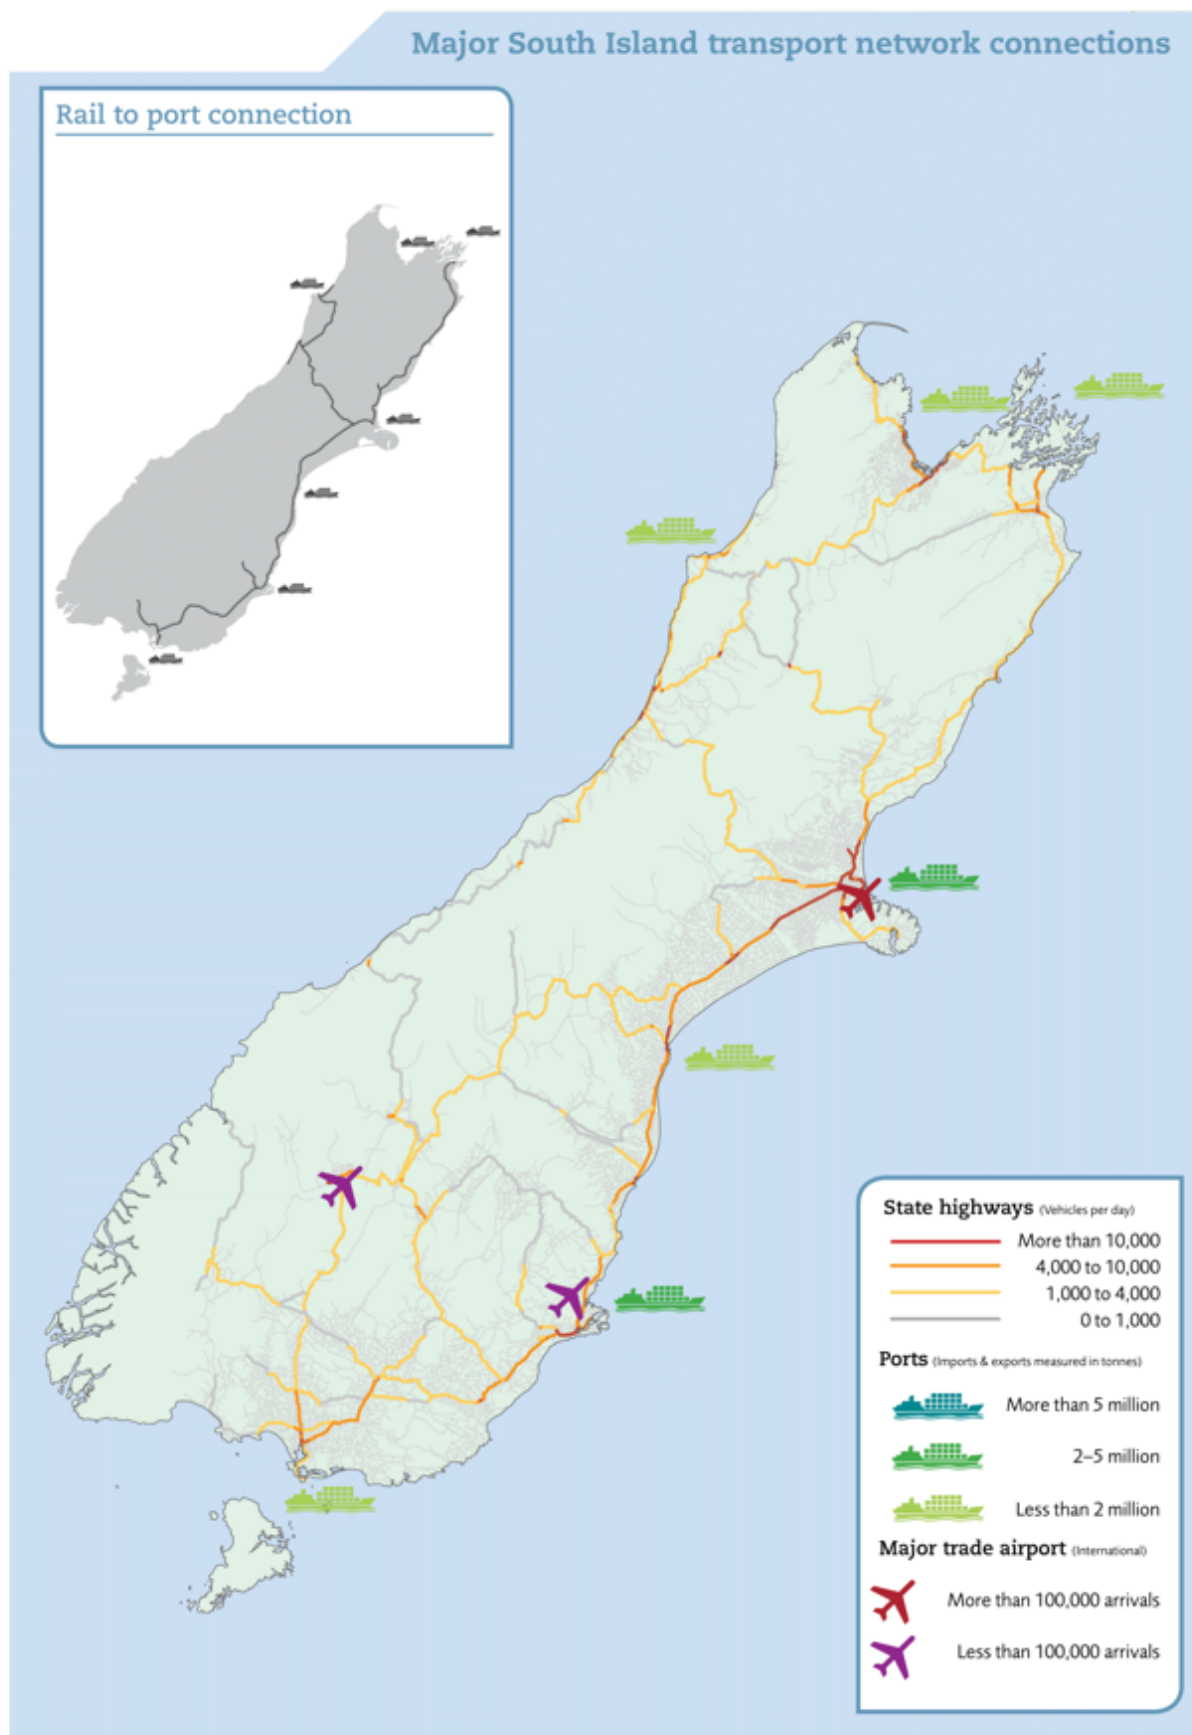 Major South Island transport network connections
Rail to port connection
State highways (Vehicles per day)
More than 10,000
4,000 to 10,000
1,000 to 4,000
0 to 1,000
Ports (Imports & exports measured in tonnes)
More than 5 million
2–5 million
Less than 2 million
Major trade airport (International)
More than 100,000 arrivals
Less than 100,000 arrivals